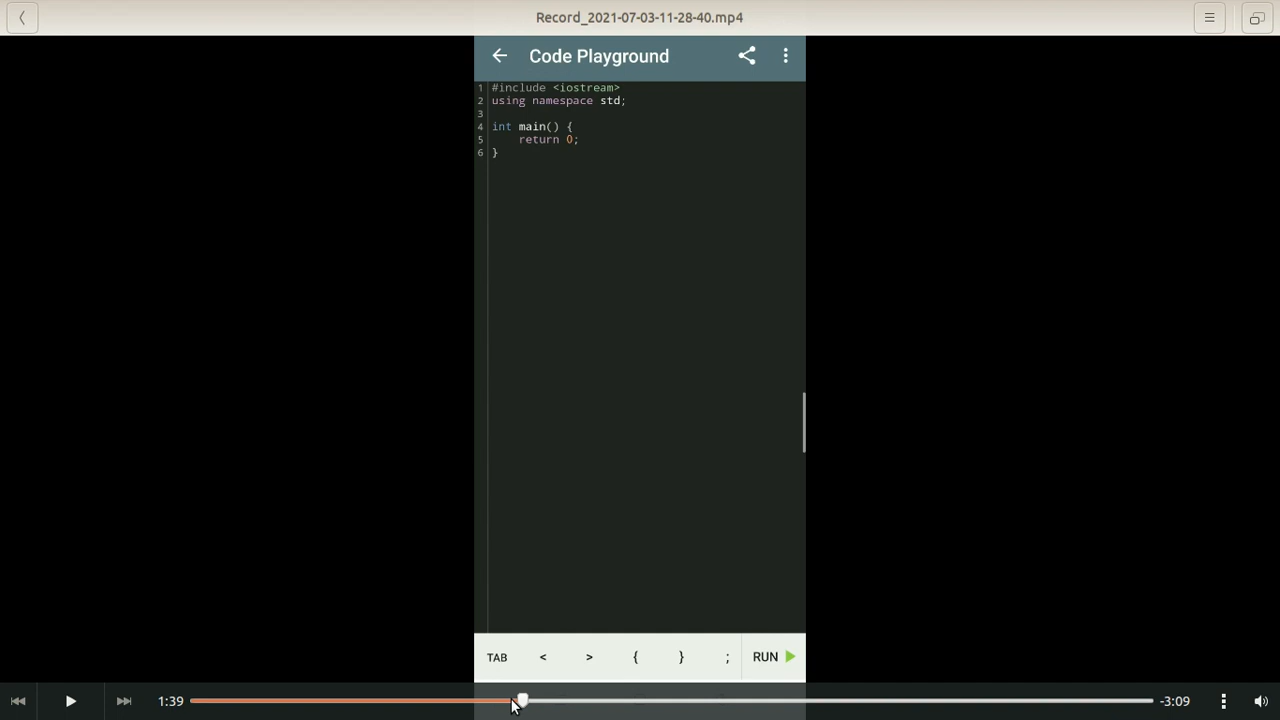 Record_2021-07-03-11-28-40.mp4
Code Playground
1 #include <iostream>
2 using namespace std;
3
4 int main() {
5     return 0;
6 }
TAB < > { } ; RUN
1:39 -3:09